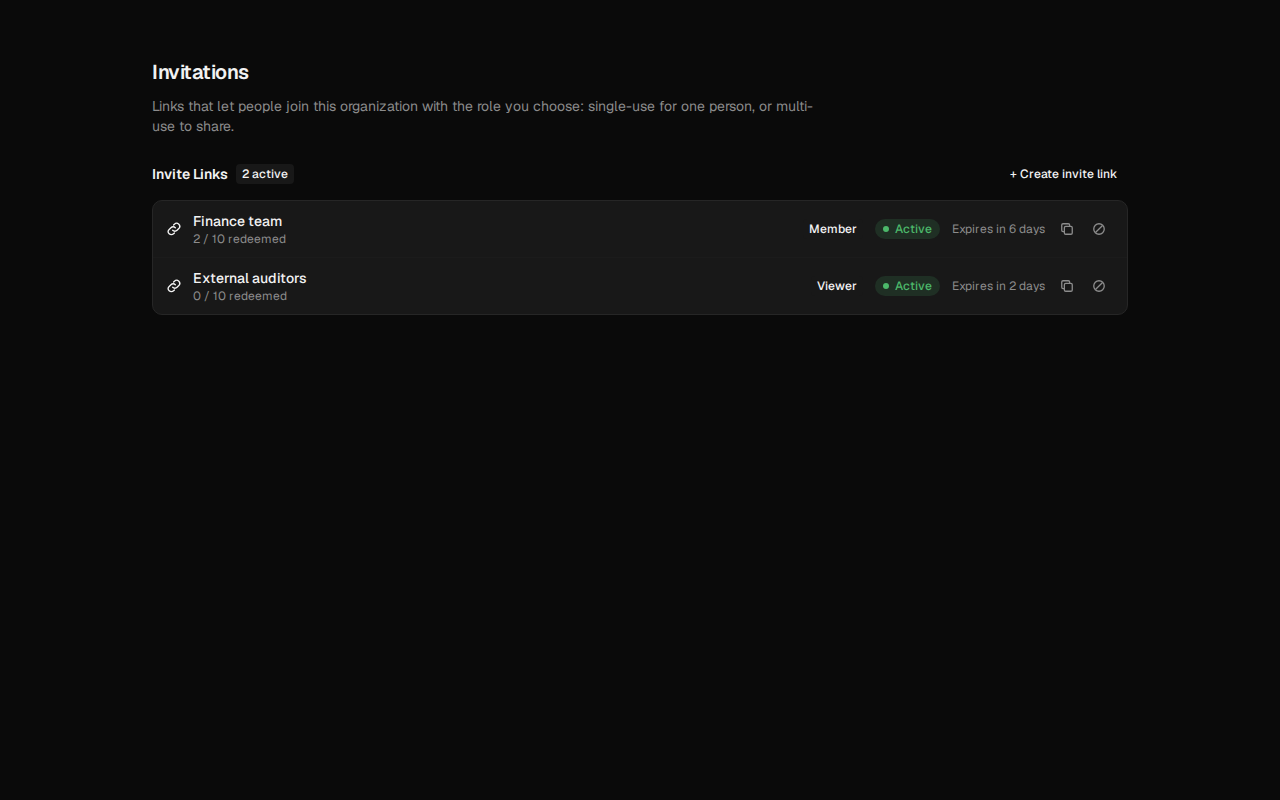 Invitations
Links that let people join this organization with the role you choose: single-use for one person, or multi-
use to share.
Invite Links 2 active + Create invite link
Finance team
2 / 10 redeemed
Member Active Expires in 6 days
External auditors
0 / 10 redeemed
Viewer Active Expires in 2 days